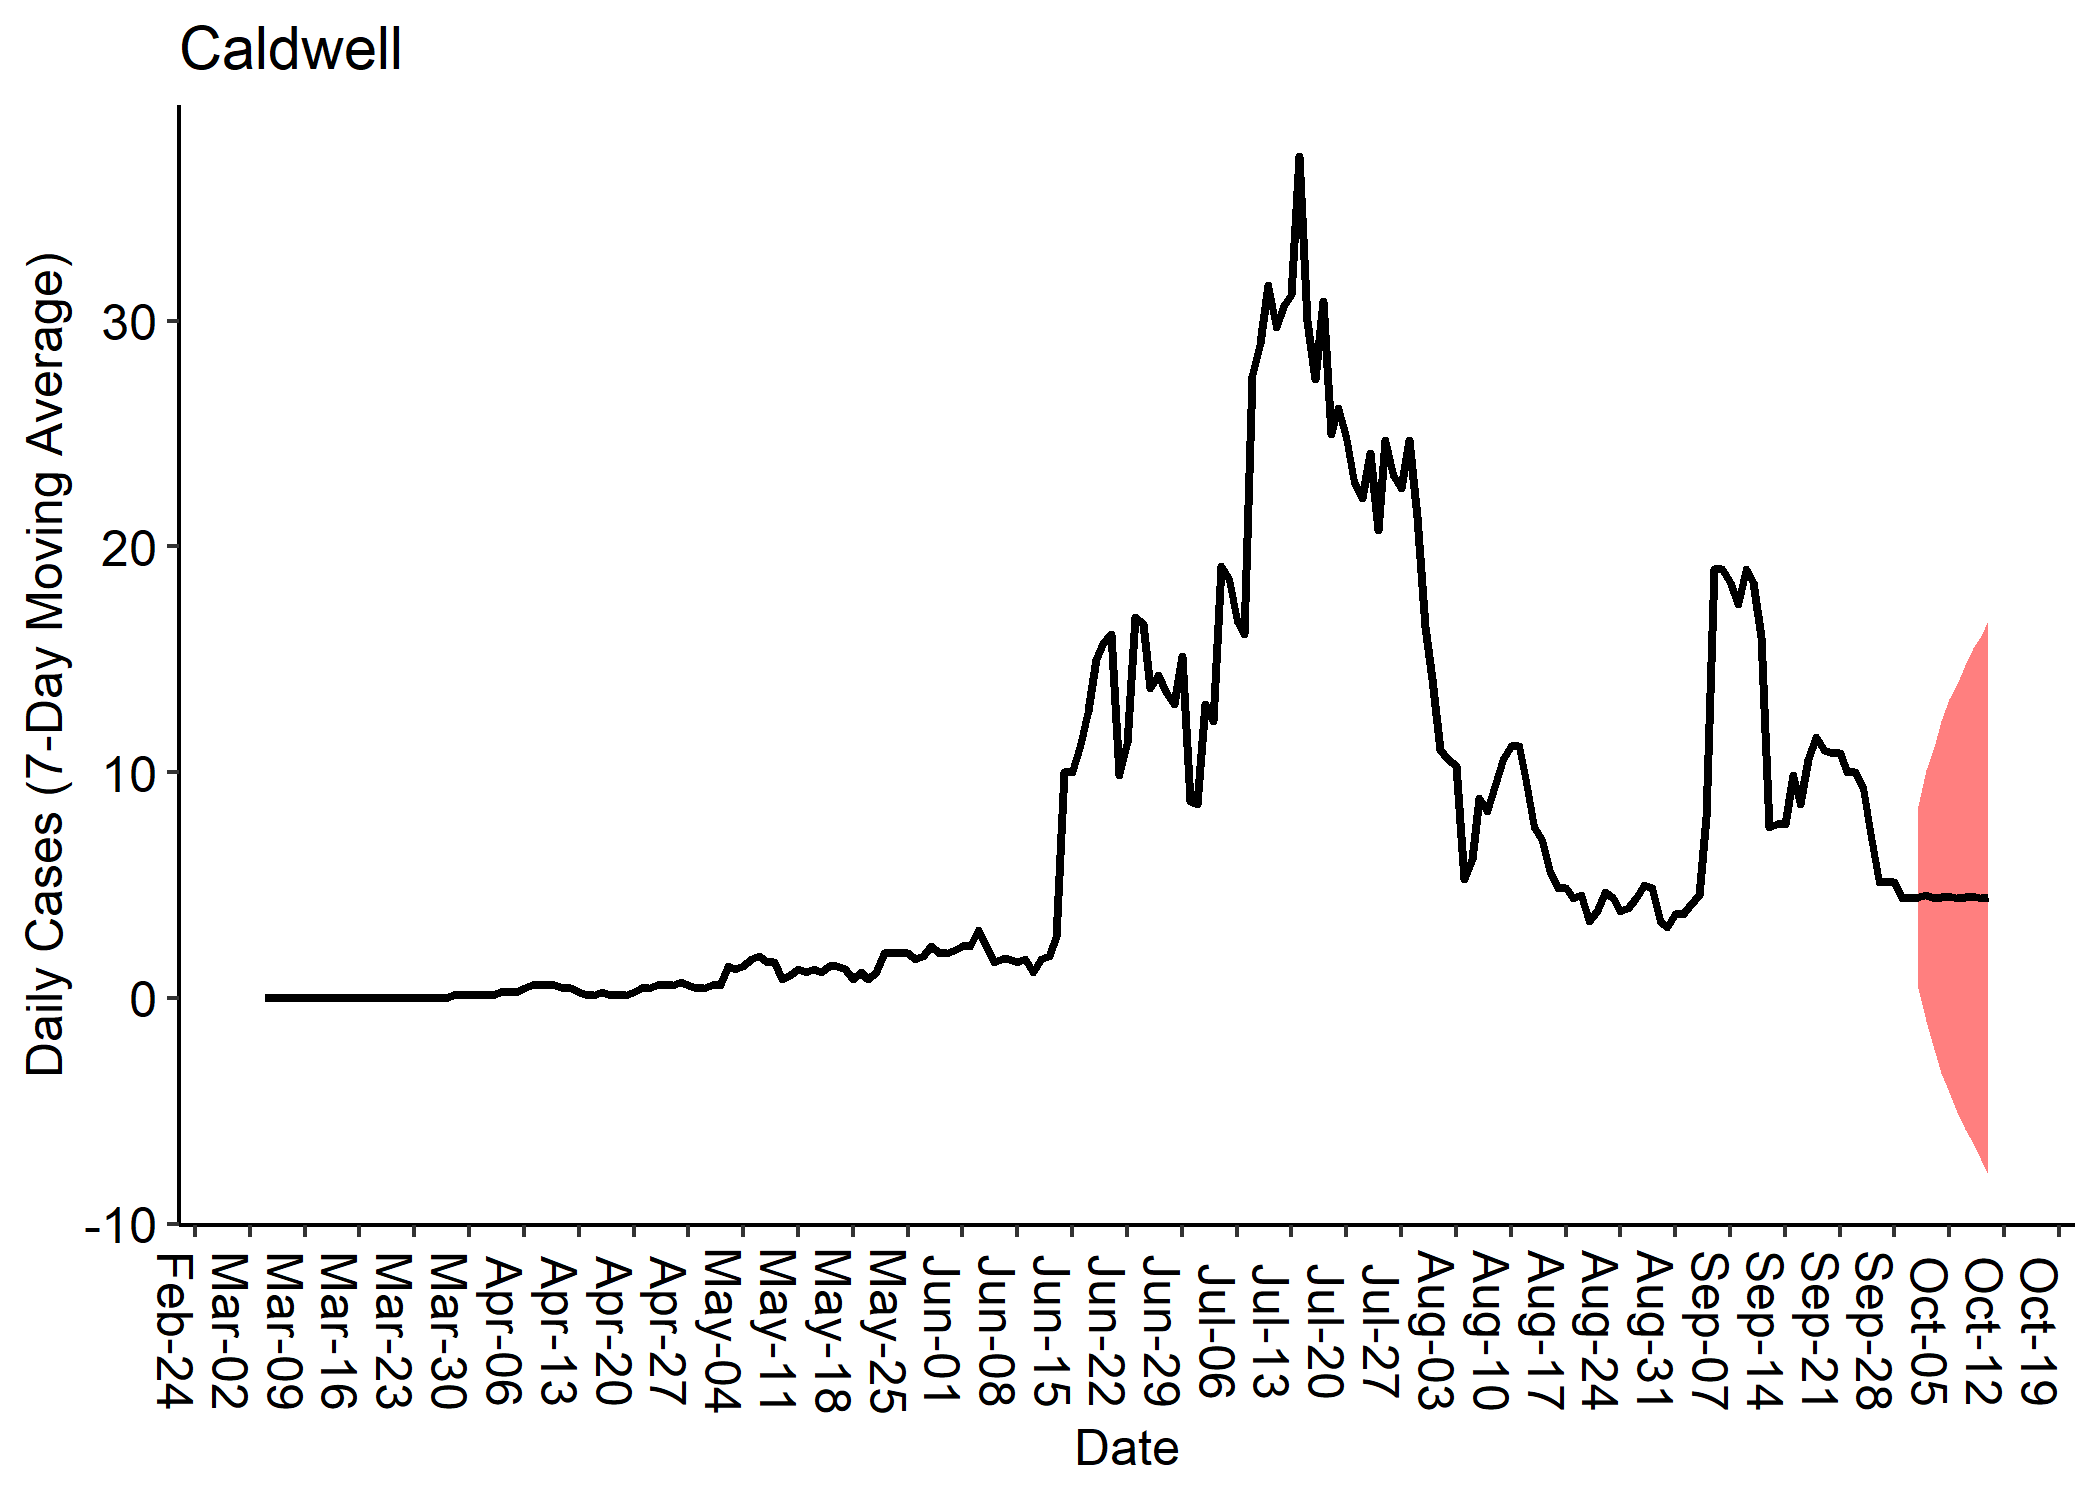 Caldwell
Daily Cases (7-Day Moving Average)
30
20
10
0
-10
Feb-24
Mar-02
Mar-09
Mar-16
Mar-23
Mar-30
Apr-06
Apr-13
Apr-20
Apr-27
May-04
May-11
May-18
May-25
Jun-01
Jun-08
Jun-15
Jun-22
Jun-29
Jul-06
Jul-13
Jul-20
Jul-27
Aug-03
Aug-10
Aug-17
Aug-24
Aug-31
Sep-07
Sep-14
Sep-21
Sep-28
Oct-05
Oct-12
Oct-19
Date